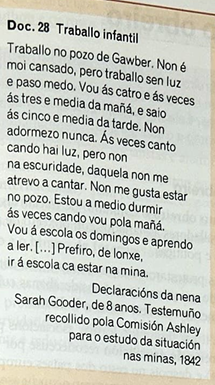 Doc. 28 Traballo infantil
Traballo no pozo de Gawber. Non é
moi cansado, pero traballo sen luz
e paso medo. Vou ás catro e ás veces
ás tres e media da mañá, e saio
ás cinco e media da tarde. Non
adormezo nunca. Ás veces canto
cando hai luz, pero non
na escuridade, daquela non me
atrevo a cantar. Non me gusta estar
no pozo. Estou a medio durmir
ás veces cando vou pola mañá.
Vou á escola os domingos e aprendo
a ler. [...] Prefiro, de lonxe,
ir á escola ca estar na mina.
Declaracións da nena
Sarah Gooder, de 8 anos. Testemuño
recollido pola Comisión Ashley
para o estudo da situación
nas minas, 1842